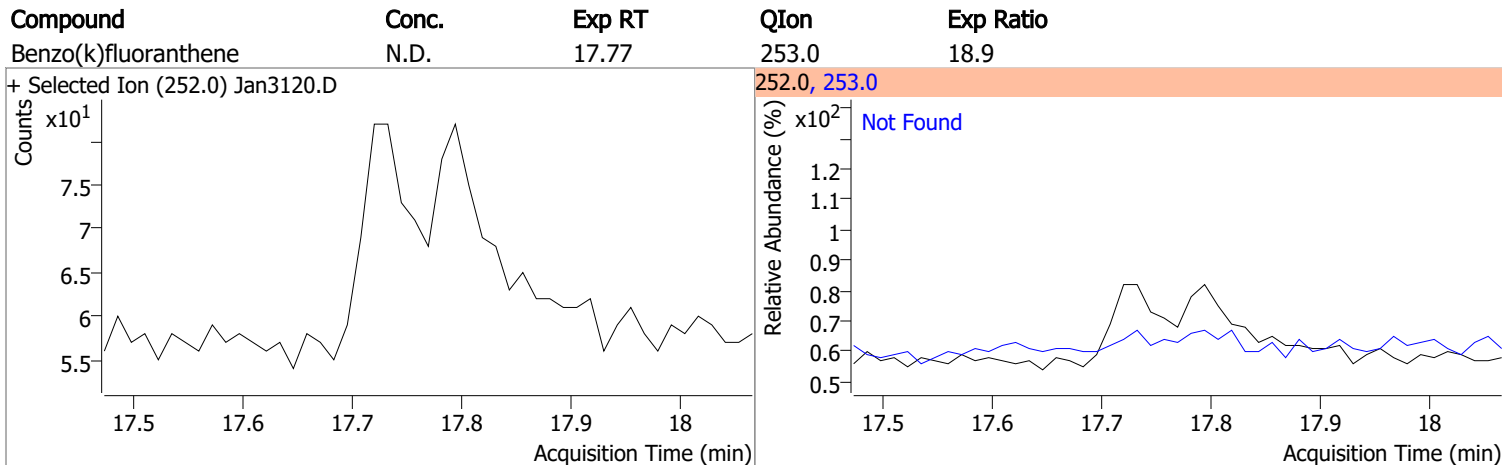 Compound Conc. Exp RT QIon Exp Ratio
Benzo(k)fluoranthene N.D. 17.77 253.0 18.9
+ Selected Ion (252.0) Jan3120.D
Counts
x10¹
7.5
7
6.5
6
5.5
17.5 17.6 17.7 17.8 17.9 18
Acquisition Time (min)
252.0, 253.0
Relative Abundance (%)
x10²
Not Found
1.2
1.1
1
0.9
0.8
0.7
0.6
0.5
17.5 17.6 17.7 17.8 17.9 18
Acquisition Time (min)